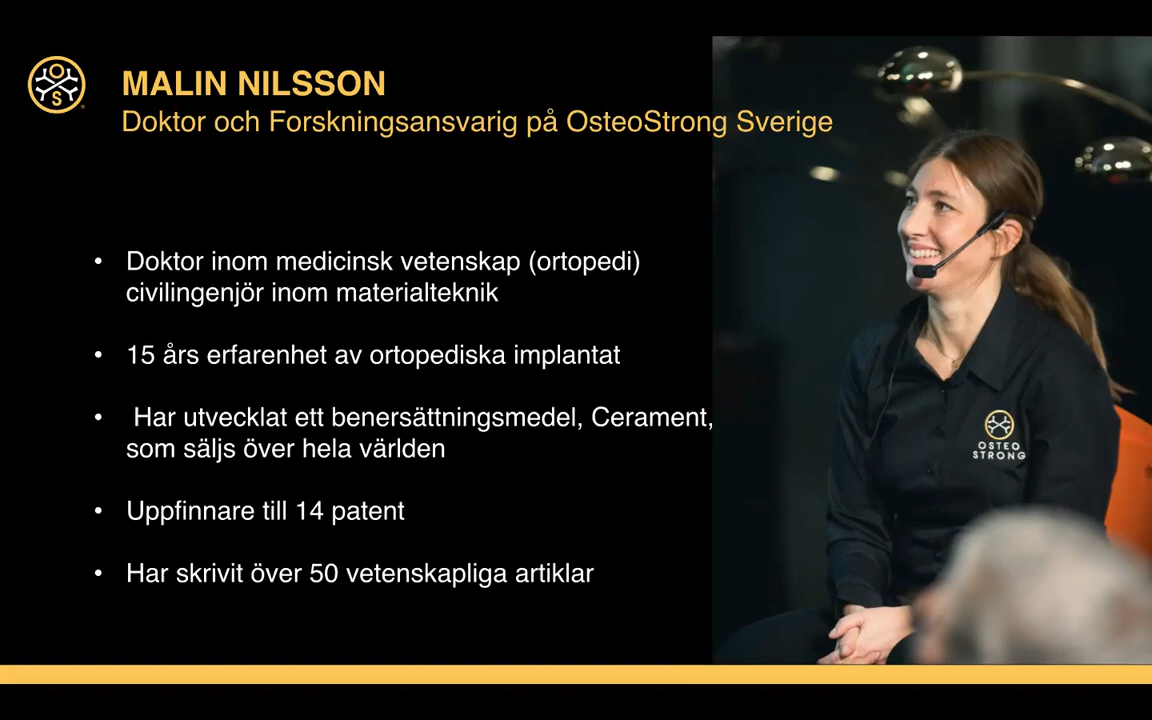 MALIN NILSSON
Doktor och Forskningsansvarig på OsteoStrong Sverige
• Doktor inom medicinsk vetenskap (ortopedi)
civilingenjör inom materialteknik
• 15 års erfarenhet av ortopediska implantat
• Har utvecklat ett benersättningsmedel, Cerament,
som säljs över hela världen
• Uppfinnare till 14 patent
• Har skrivit över 50 vetenskapliga artiklar
O
S
OSTEO
STRONG